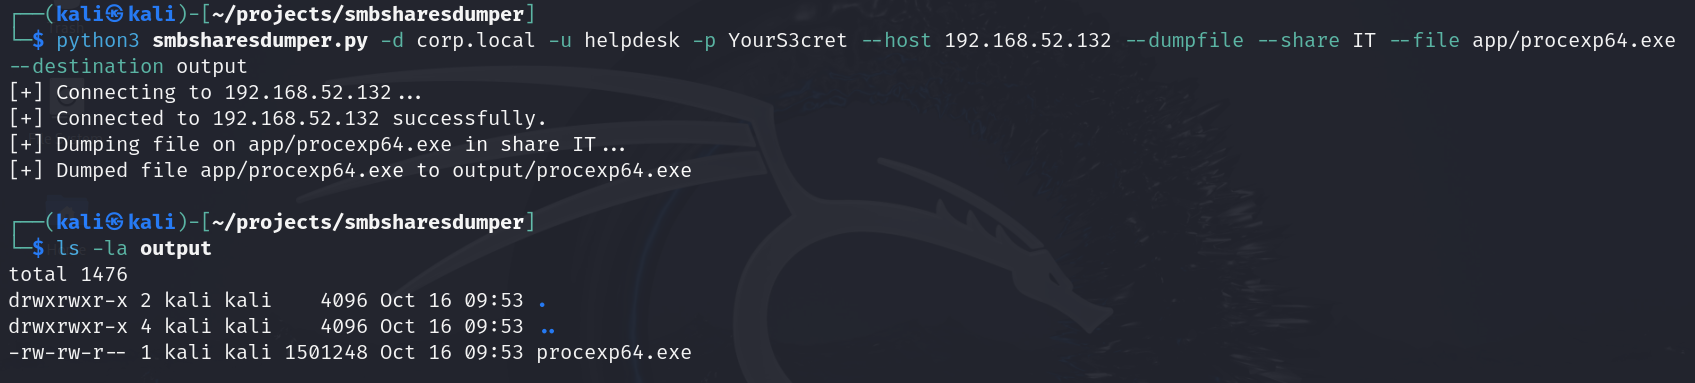 ┌──(kali㉿kali)-[~/projects/smbsharesdumper]
└─$ python3 smbsharesdumper.py -d corp.local -u helpdesk -p YourS3cret --host 192.168.52.132 --dumpfile --share IT --file app/procexp64.exe
--destination output
[+] Connecting to 192.168.52.132...
[+] Connected to 192.168.52.132 successfully.
[+] Dumping file on app/procexp64.exe in share IT...
[+] Dumped file app/procexp64.exe to output/procexp64.exe
┌──(kali㉿kali)-[~/projects/smbsharesdumper]
└─$ ls -la output
total 1476
drwxrwxr-x 2 kali kali    4096 Oct 16 09:53 .
drwxrwxr-x 4 kali kali    4096 Oct 16 09:53 ..
-rw-rw-r-- 1 kali kali 1501248 Oct 16 09:53 procexp64.exe